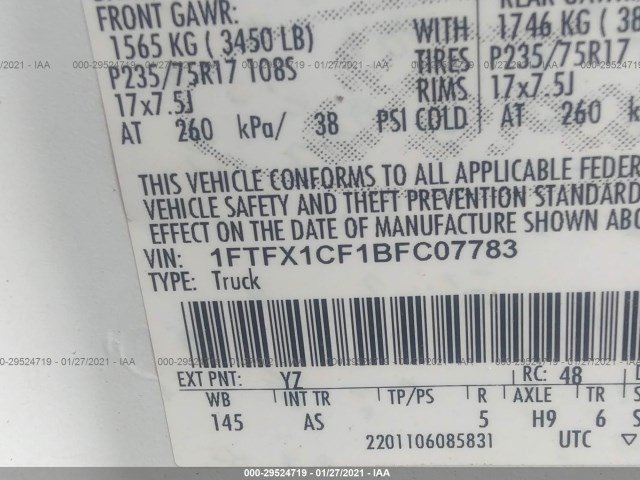 FRONT GAWR:
1565 KG ( 3450 LB) WITH 1746 KG
P235/75R17 108S TIRES P235/75R17
17x7.5J RIMS 17x7.5J
AT 260 kPa/ 38 PSI COLD AT 260
THIS VEHICLE CONFORMS TO ALL APPLICABLE FEDER
VEHICLE SAFETY AND THEFT PREVENTION STANDARD
EFFECT ON THE DATE OF MANUFACTURE SHOWN ABO
VIN: 1FTFX1CF1BFC07783
TYPE: Truck
EXT PNT: YZ RC: 48
WB INT TR TP/PS R AXLE TR S
145 AS 5 H9 6 S
2201106085831 UTC
000-29524719 - 01/27/2021 - IAA